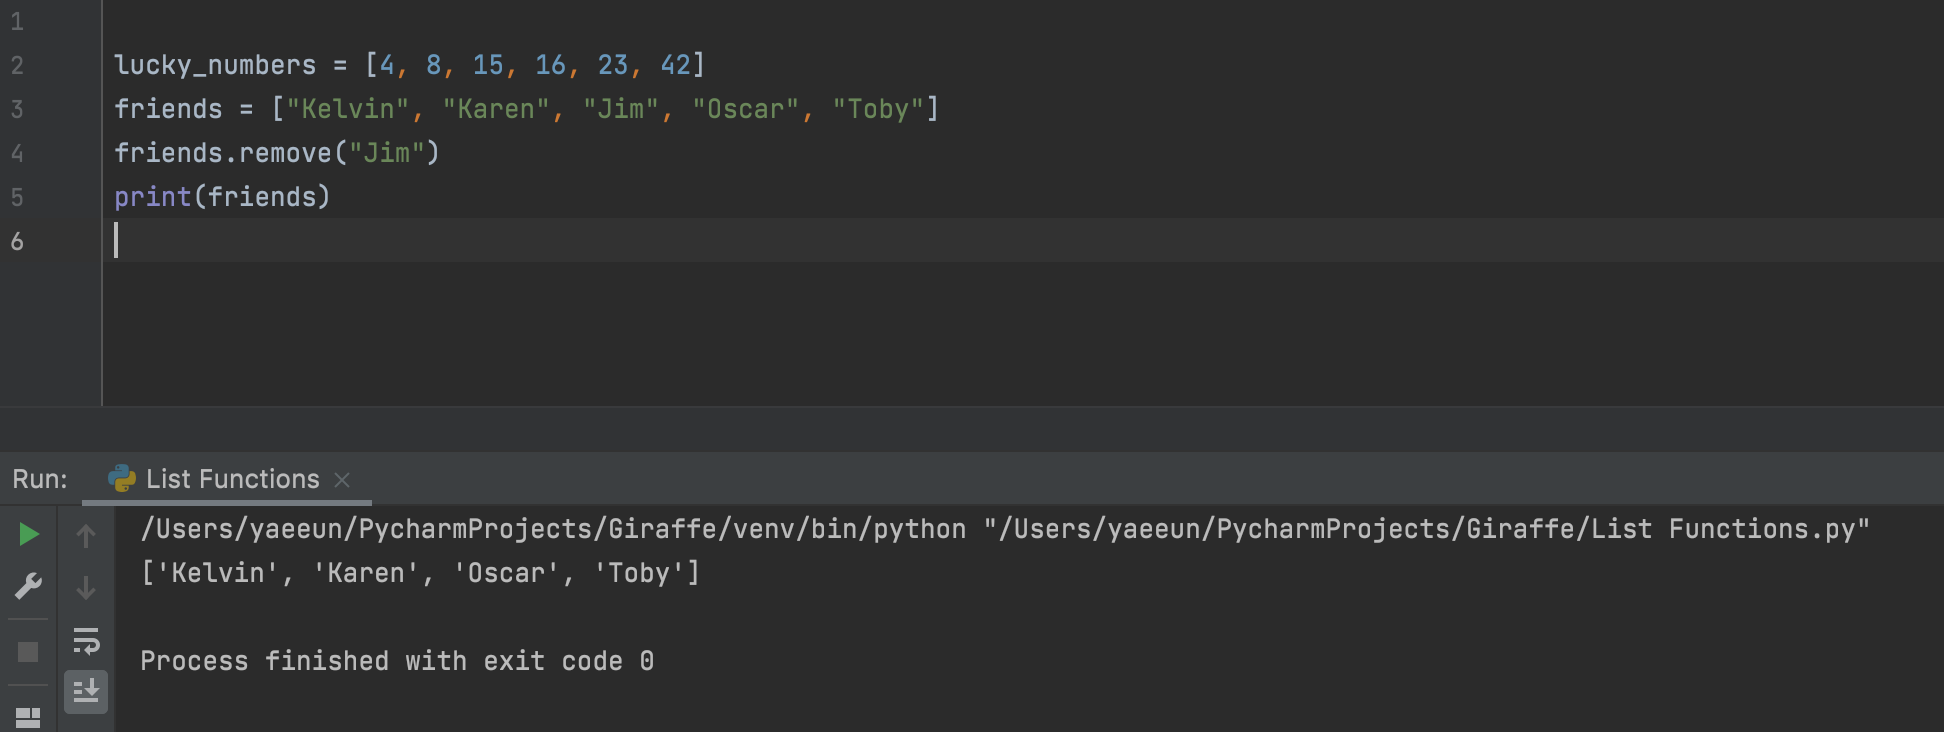 1
2 lucky_numbers = [4, 8, 15, 16, 23, 42]
3 friends = ["Kelvin", "Karen", "Jim", "Oscar", "Toby"]
4 friends.remove("Jim")
5 print(friends)
6
Run: List Functions ×
/Users/yaeeun/PycharmProjects/Giraffe/venv/bin/python "/Users/yaeeun/PycharmProjects/Giraffe/List Functions.py"
['Kelvin', 'Karen', 'Oscar', 'Toby']
Process finished with exit code 0